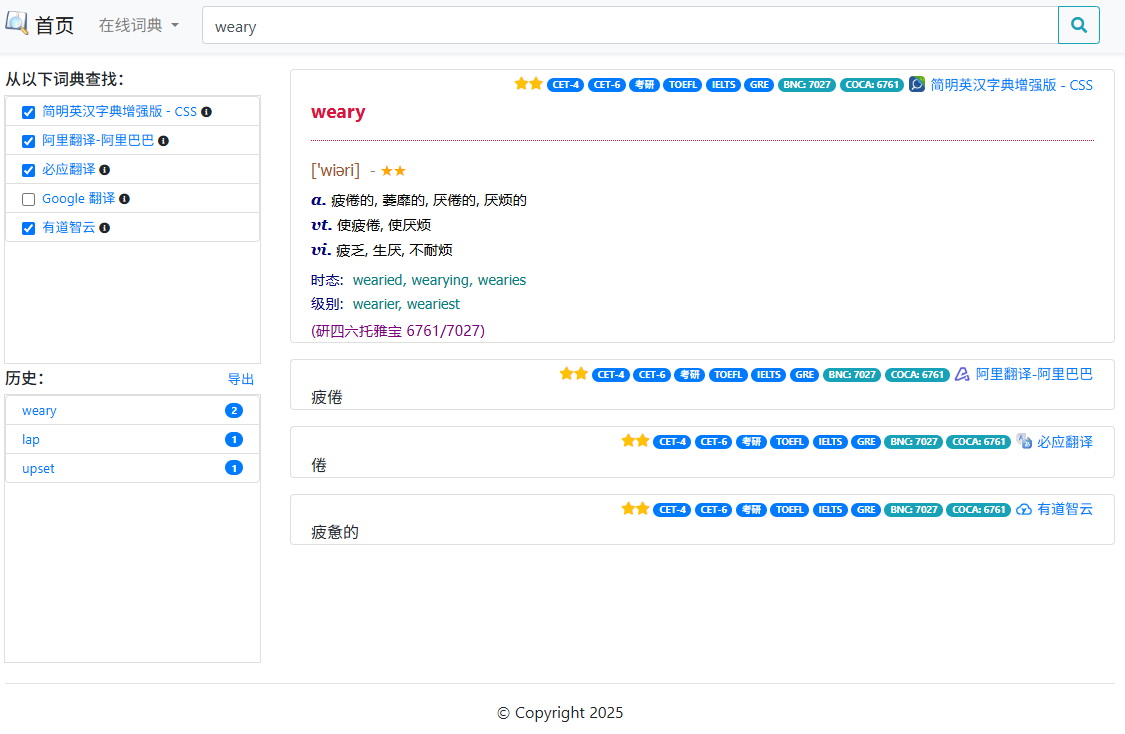 首页 在线词典 weary
从以下词典查找：
简明英汉字典增强版 - CSS
阿里翻译-阿里巴巴
必应翻译
Google 翻译
有道智云
历史： 导出
weary 2
lap 1
upset 1
CET-4 CET-6 考研 TOEFL IELTS GRE BNC: 7027 COCA: 6761 简明英汉字典增强版 - CSS
weary
['wiəri] -
a. 疲倦的, 萎靡的, 厌倦的, 厌烦的
vt. 使疲倦, 使厌烦
vi. 疲乏, 生厌, 不耐烦
时态： wearied, wearying, wearies
级别： wearier, weariest
(研四六托雅宝 6761/7027)
CET-4 CET-6 考研 TOEFL IELTS GRE BNC: 7027 COCA: 6761 阿里翻译-阿里巴巴
疲倦
CET-4 CET-6 考研 TOEFL IELTS GRE BNC: 7027 COCA: 6761 必应翻译
倦
CET-4 CET-6 考研 TOEFL IELTS GRE BNC: 7027 COCA: 6761 有道智云
疲惫的
© Copyright 2025